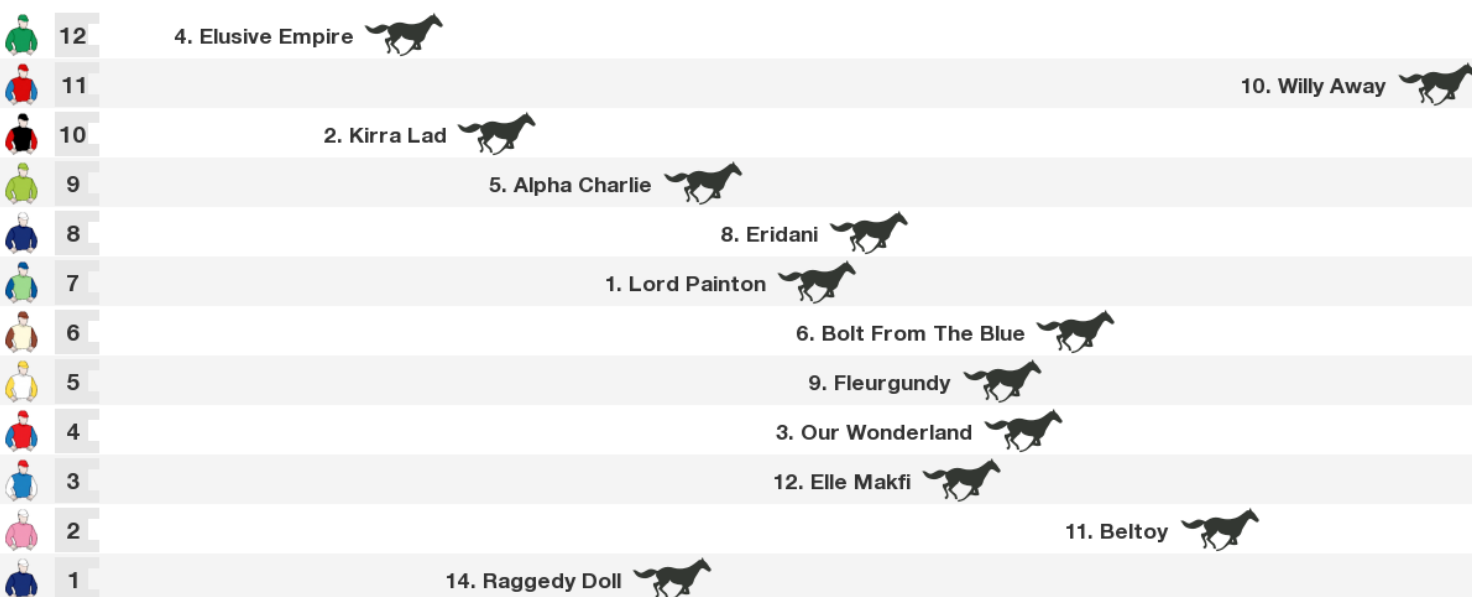 12 4. Elusive Empire
11 10. Willy Away
10 2. Kirra Lad
9 5. Alpha Charlie
8 8. Eridani
7 1. Lord Painton
6 6. Bolt From The Blue
5 9. Fleurgundy
4 3. Our Wonderland
3 12. Elle Makfi
2 11. Beltoy
1 14. Raggedy Doll